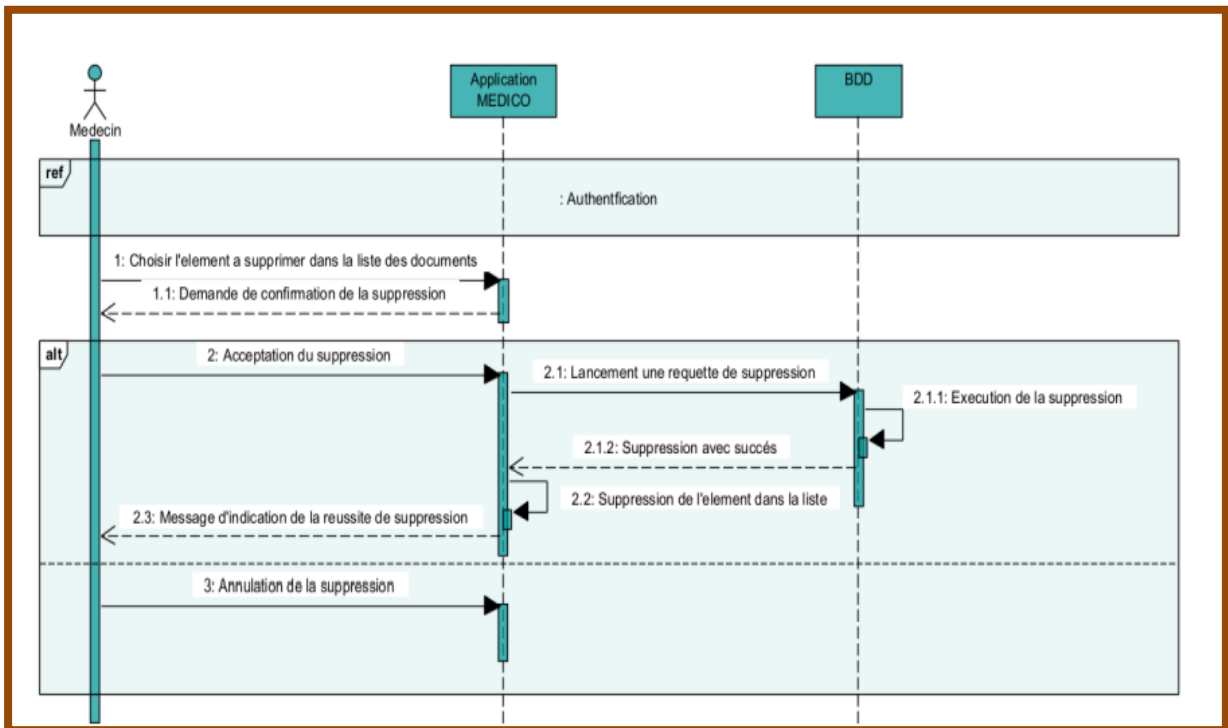 Application
MEDICO
BDD
Medecin
ref
: Authentfication
1: Choisir l'element a supprimer dans la liste des documents
1.1: Demande de confirmation de la suppression
alt
2: Acceptation du suppression
2.1: Lancement une requette de suppression
2.1.1: Execution de la suppression
2.1.2: Suppression avec succés
2.2: Suppression de l'element dans la liste
2.3: Message d'indication de la reussite de suppression
3: Annulation de la suppression